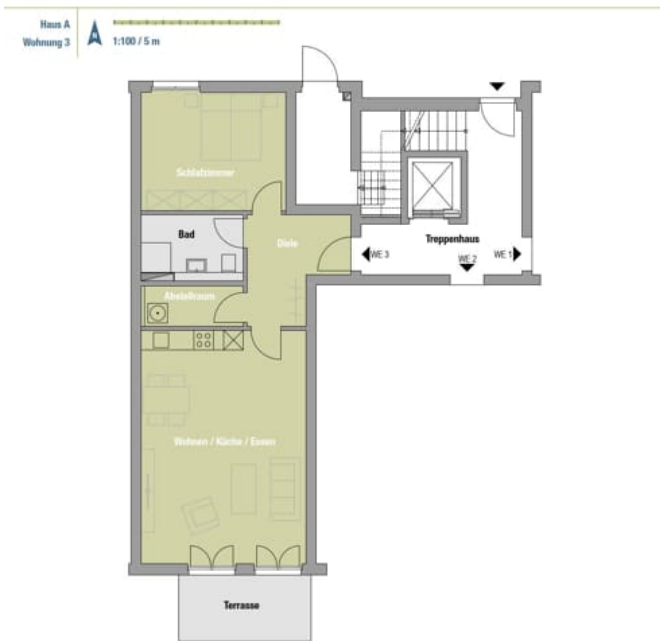 Haus A
Wohnung 3
N
1:100 / 5 m
Schlafzimmer
Bad
Diele
Treppenhaus
WE 3
WE 2
WE 1
Abstellraum
Wohnen / Küche / Essen
Terrasse